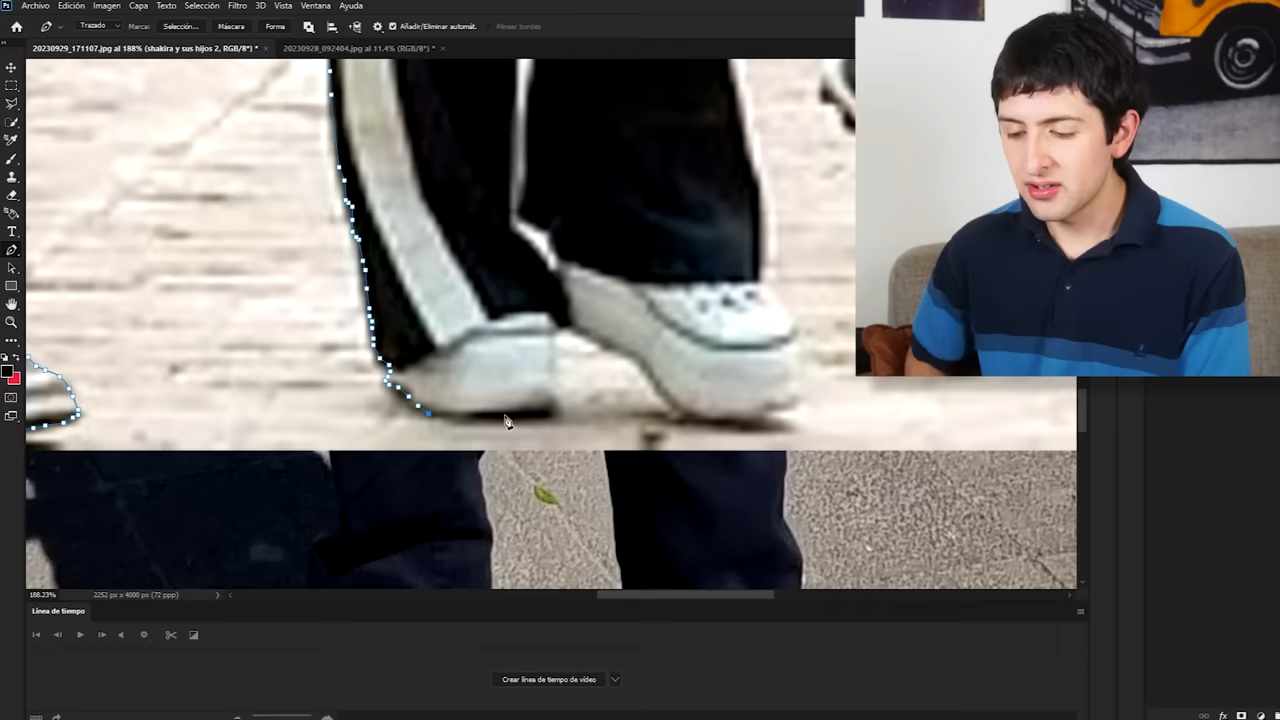 Archivo Edición Imagen Capa Texto Selección Filtro 3D Vista Ventana Ayuda
Trazado Marcar: Selección... Máscara Forma Añadir/Eliminar automát. Alinear bordes
20230929_171107.jpg al 188% (shakira y sus hijos 2, RGB/8*) * × 20230928_092404.jpg al 11.4% (RGB/8*) * ×
188.23% 2252 px x 4000 px (72 ppp)
Línea de tiempo
Crear línea de tiempo de vídeo
fx